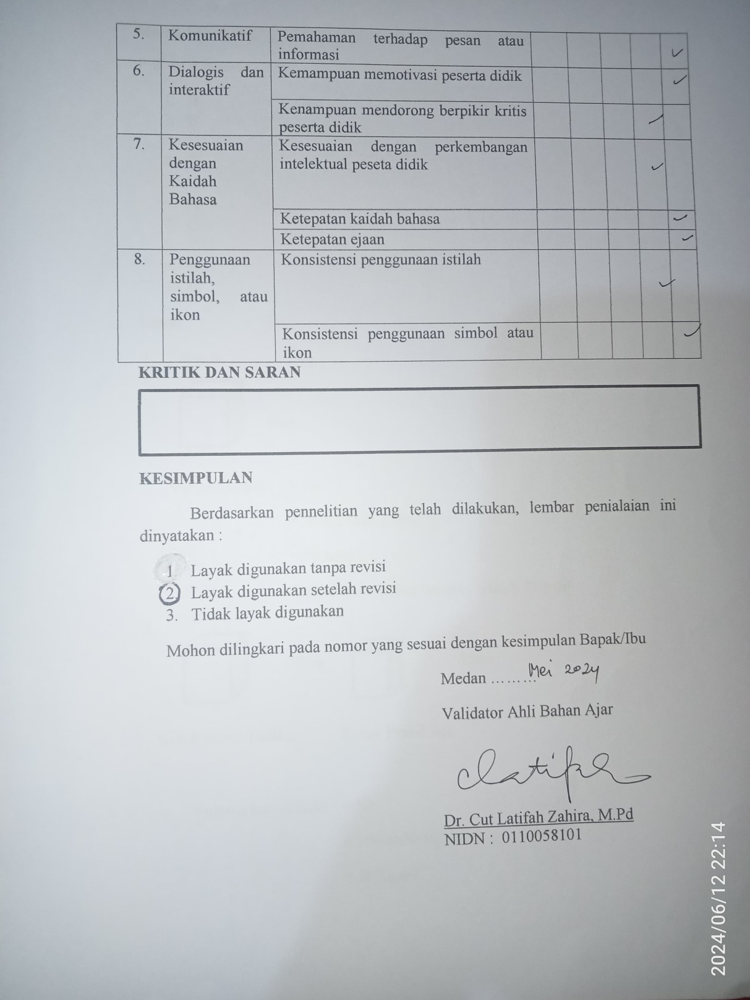 5. Komunikatif Pemahaman terhadap pesan atau
informasi
6. Dialogis dan Kemampuan memotivasi peserta didik
interaktif
Kenampuan mendorong berpikir kritis
peserta didik
7. Kesesuaian Kesesuaian dengan perkembangan
dengan intelektual peseta didik
Kaidah
Bahasa
Ketepatan kaidah bahasa
Ketepatan ejaan
8. Penggunaan Konsistensi penggunaan istilah
istilah,
simbol, atau
ikon
Konsistensi penggunaan simbol atau
ikon
KRITIK DAN SARAN
KESIMPULAN
Berdasarkan pennelitian yang telah dilakukan, lembar penialaian ini
dinyatakan :
1. Layak digunakan tanpa revisi
2. Layak digunakan setelah revisi
3. Tidak layak digunakan
Mohon dilingkari pada nomor yang sesuai dengan kesimpulan Bapak/Ibu
Medan ......... Mei 2024
Validator Ahli Bahan Ajar
Clatifah
Dr. Cut Latifah Zahira, M.Pd
NIDN : 0110058101
2024/06/12 22:14